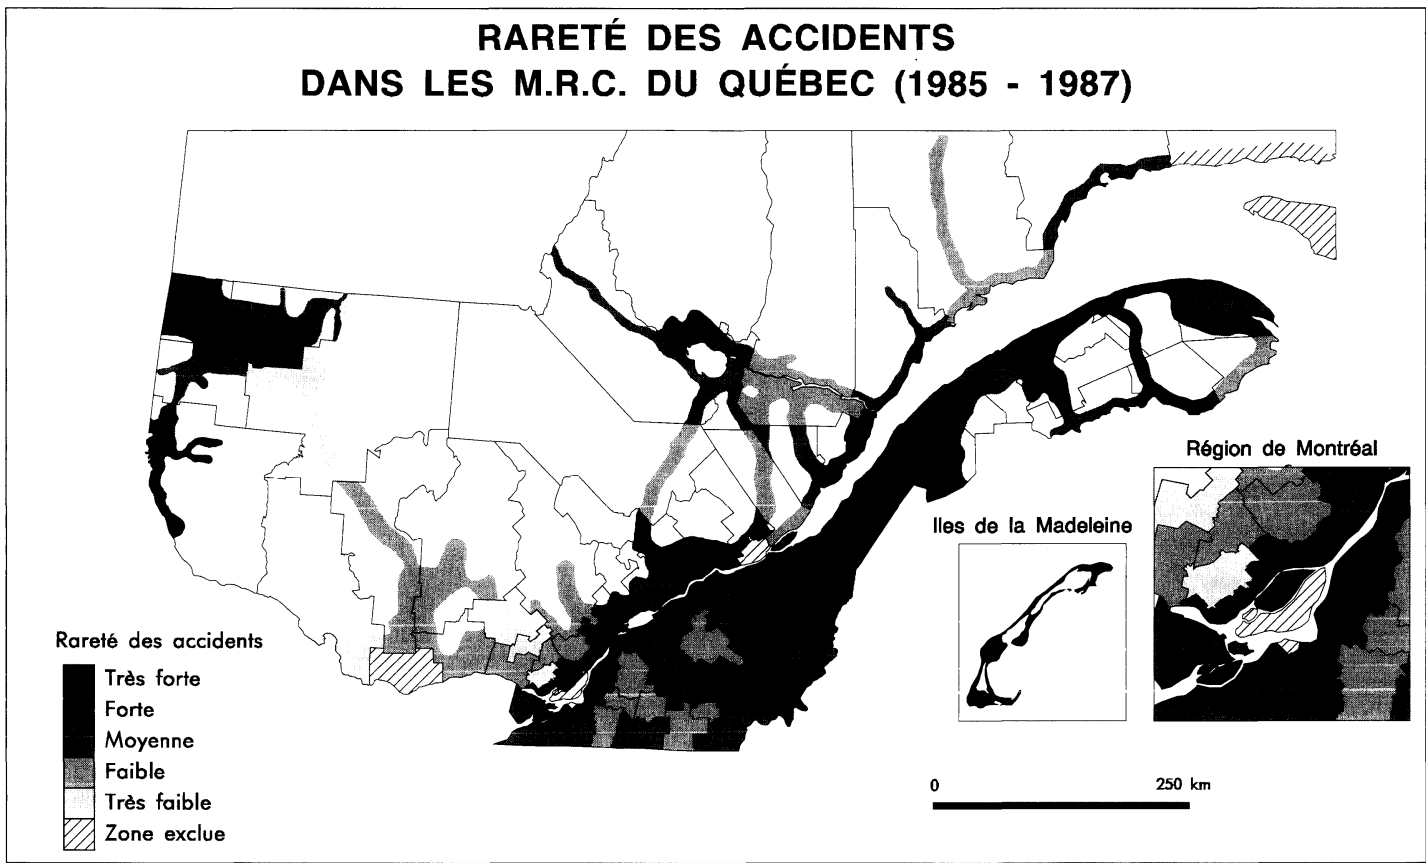 RARETÉ DES ACCIDENTS
DANS LES M.R.C. DU QUÉBEC (1985 - 1987)
Région de Montréal
Iles de la Madeleine
Rareté des accidents
Très forte
Forte
Moyenne
Faible
Très faible
Zone exclue
0 250 km